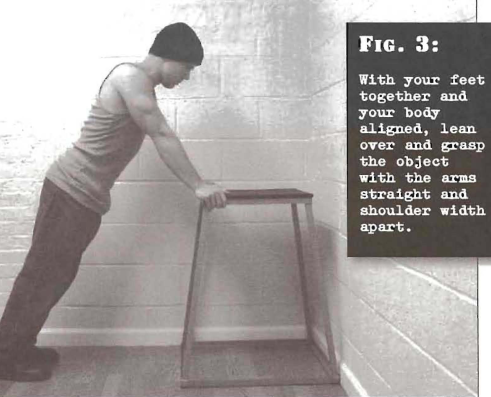 FIG. 3:
With your feet
together and
your body
aligned, lean
over and grasp
the object
with the arms
straight and
shoulder width
apart.